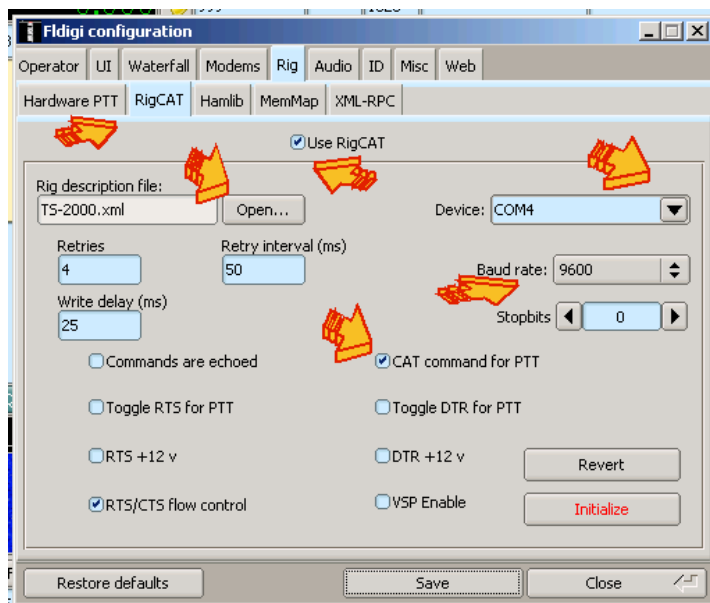 Fldigi configuration
Operator UI Waterfall Modems Rig Audio ID Misc Web
Hardware PTT RigCAT Hamlib MemMap XML-RPC
Use RigCAT
Rig description file:
TS-2000.xml Open... Device: COM4
Retries Retry interval (ms)
4 50 Baud rate: 9600
Write delay (ms)
25 Stopbits 0
Commands are echoed CAT command for PTT
Toggle RTS for PTT Toggle DTR for PTT
RTS +12 v DTR +12 v Revert
RTS/CTS flow control VSP Enable Initialize
Restore defaults Save Close